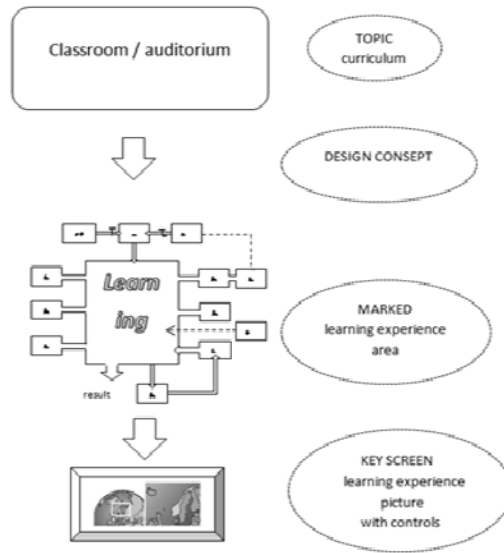 Classroom / auditorium
TOPIC
curriculum
DESIGN CONSEPT
Learn
ing
MARKED
learning experience
area
result
KEY SCREEN
learning experience
picture
with controls